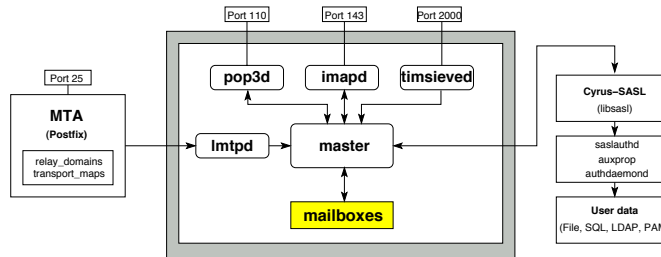 Port 110
Port 143
Port 2000
pop3d
imapd
timsieved
Port 25
MTA
(Postfix)
relay_domains
transport_maps
lmtpd
master
mailboxes
Cyrus–SASL
(libsasl)
saslauthd
auxprop
authdaemond
User data
(File, SQL, LDAP, PAM)